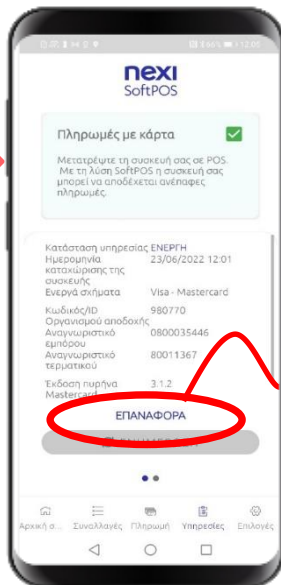 12:05
nexi
SoftPOS
Πληρωμές με κάρτα
Μετατρέψτε τη συσκευή σας σε POS.
Με τη λύση SoftPOS η συσκευή σας
μπορεί να αποδέχεται ανέπαφες
πληρωμές.
Κατάσταση υπηρεσίας ΕΝΕΡΓΗ
Ημερομηνία 23/06/2022 12:01
καταχώρισης της
συσκευής
Ενεργά σχήματα Visa - Mastercard
Κωδικός/ID 980770
Οργανισμού αποδοχής
Αναγνωριστικό 0800035446
εμπόρου
Αναγνωριστικό 80011367
τερματικού
Έκδοση πυρήνα 3.1.2
Mastercard
ΕΠΑΝΑΦΟΡΑ
Αρχική σ... Συναλλαγές Πληρωμή Υπηρεσίες Επιλογές